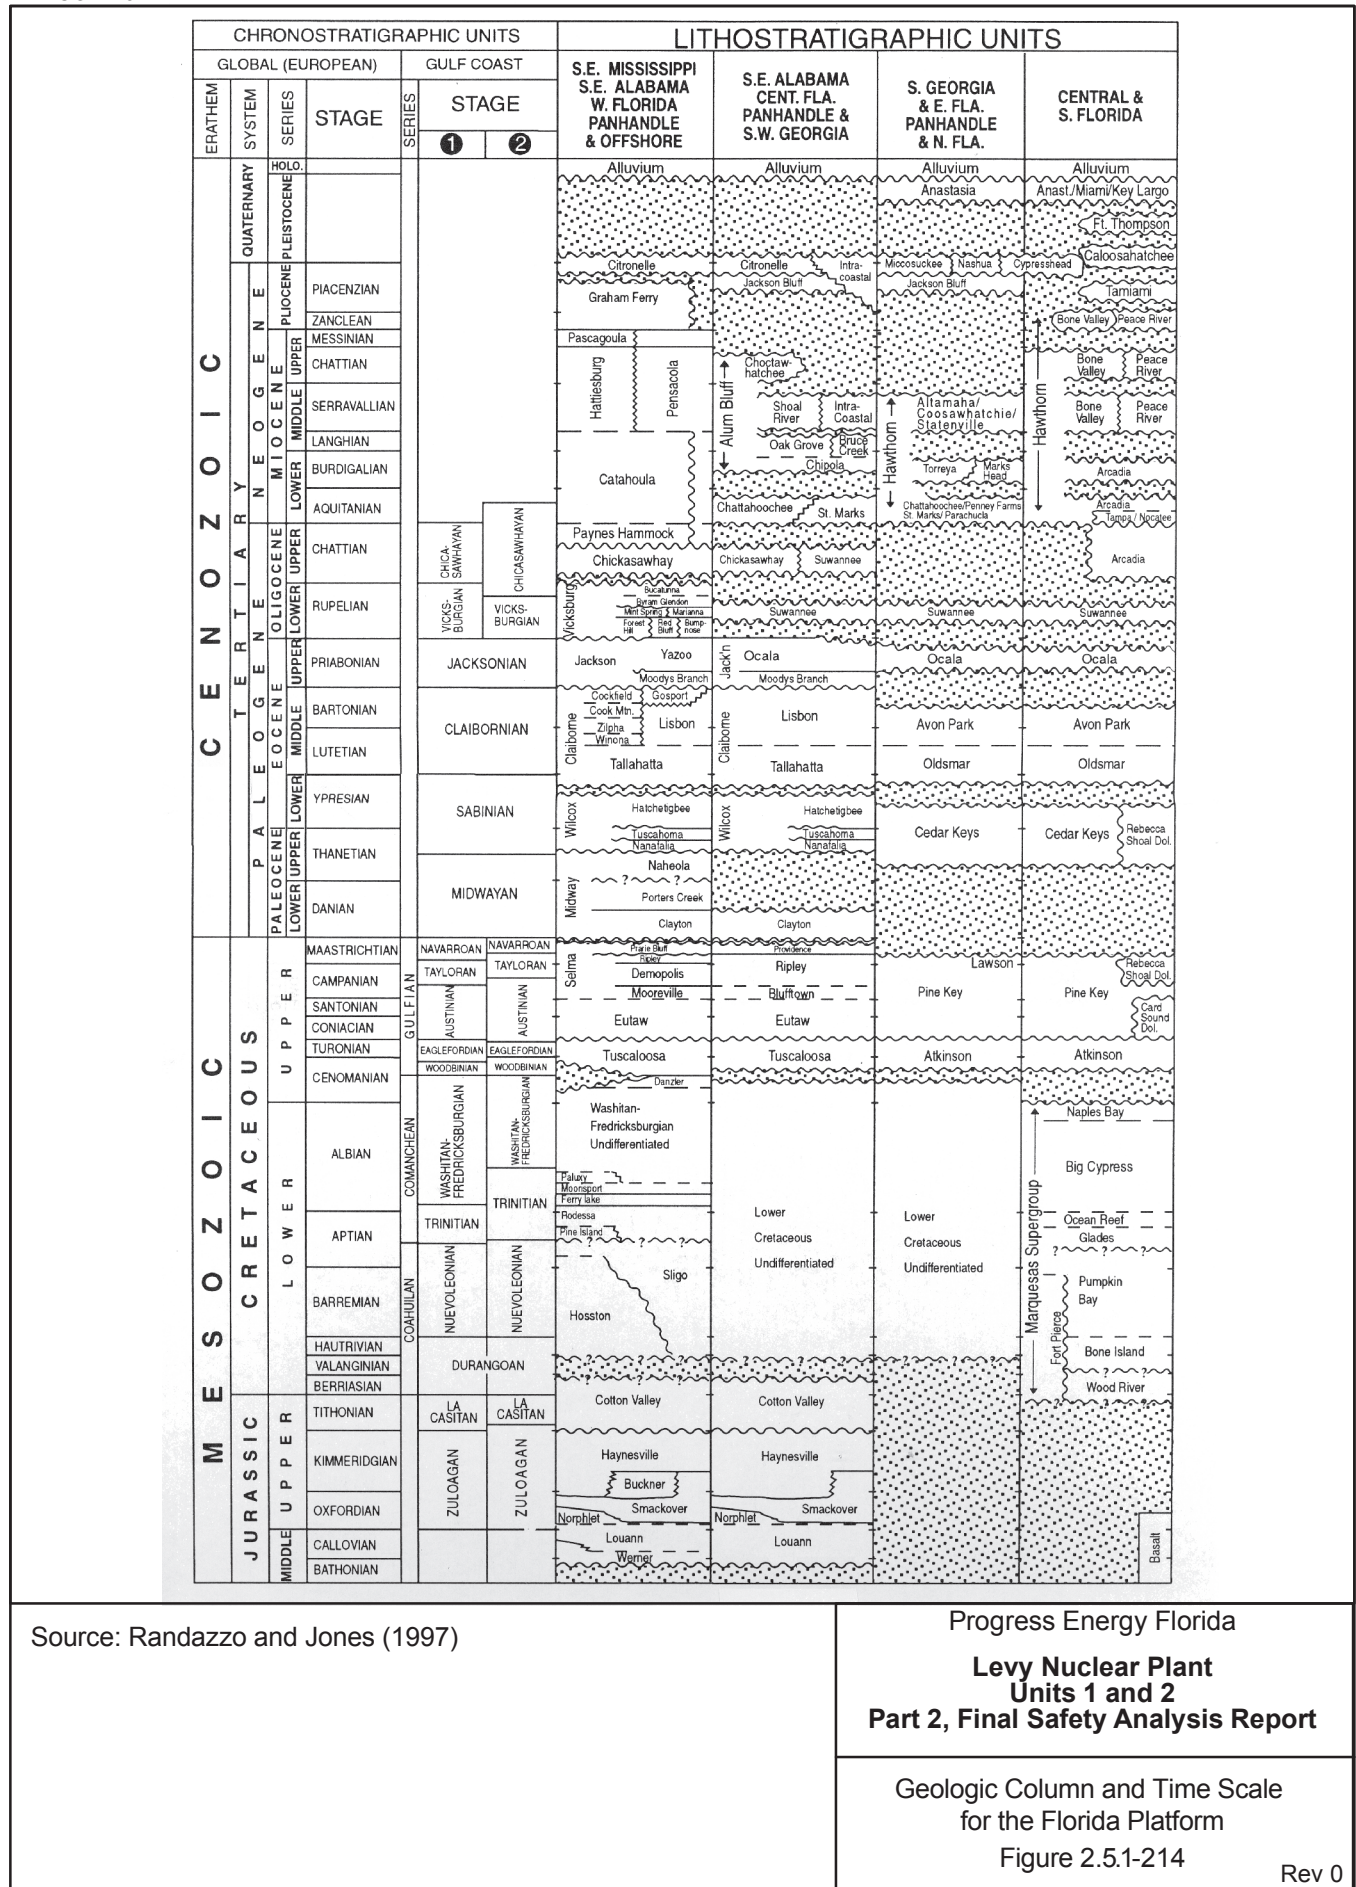 CHRONOSTRATIGRAPHIC UNITS
LITHOSTRATIGRAPHIC UNITS
GLOBAL (EUROPEAN)
GULF COAST
ERATHEM
SYSTEM
SERIES
STAGE
SERIES
STAGE
1
2
S.E. MISSISSIPPI
S.E. ALABAMA
W. FLORIDA
PANHANDLE
& OFFSHORE
S.E. ALABAMA
CENT. FLA.
PANHANDLE &
S.W. GEORGIA
S. GEORGIA
& E. FLA.
PANHANDLE
& N. FLA.
CENTRAL &
S. FLORIDA
CENOZOIC
MESOZOIC
QUATERNARY
TERTIARY
NEOGENE
PALEOGENE
CRETACEOUS
JURASSIC
HOLO.
PLEISTOCENE
PLIOCENE
MIOCENE
UPPER
MIDDLE
LOWER
OLIGOCENE
UPPER
LOWER
EOCENE
UPPER
MIDDLE
LOWER
PALEOCENE
UPPER
LOWER
UPPER
LOWER
UPPER
MIDDLE
PIACENZIAN
ZANCLEAN
MESSINIAN
CHATTIAN
SERRAVALLIAN
LANGHIAN
BURDIGALIAN
AQUITANIAN
CHATTIAN
RUPELIAN
PRIABONIAN
BARTONIAN
LUTETIAN
YPRESIAN
THANETIAN
DANIAN
MAASTRICHTIAN
CAMPANIAN
SANTONIAN
CONIACIAN
TURONIAN
CENOMANIAN
ALBIAN
APTIAN
BARREMIAN
HAUTRIVIAN
VALANGINIAN
BERRIASIAN
TITHONIAN
KIMMERIDGIAN
OXFORDIAN
CALLOVIAN
BATHONIAN
GULFIAN
COMANCHEAN
COAHUILAN
CHICA-
SAWHAYAN
CHICASAWHAYAN
VICKS-
BURGIAN
VICKS-
BURGIAN
JACKSONIAN
CLAIBORNIAN
SABINIAN
MIDWAYAN
NAVARROAN
NAVARROAN
TAYLORAN
TAYLORAN
AUSTINIAN
AUSTINIAN
EAGLEFORDIAN
EAGLEFORDIAN
WOODBINIAN
WOODBINIAN
WASHITAN-
FREDRICKSBURGIAN
WASHITAN-
FREDRICKSBURGIAN
TRINITIAN
TRINITIAN
NUEVOLEONIAN
NUEVOLEONIAN
DURANGOAN
LA
CASITAN
LA
CASITAN
ZULOAGAN
ZULOAGAN
Alluvium
Citronelle
Graham Ferry
Pascagoula
Hattiesburg
Pensacola
Catahoula
Paynes Hammock
Chickasawhay
Vicksburg
Bucatunna
Byram Glendon
Mint Spring
Marianna
Forest
Hill
Red
Bluff
Bump-
nose
Jackson
Yazoo
Moodys Branch
Claiborne
Cockfield
Gosport
Cook Mtn.
Zilpha
Winona
Lisbon
Tallahatta
Wilcox
Hatchetigbee
Tuscahoma
Nanafalia
Midway
Naheola
?
?
?
Porters Creek
Clayton
Selma
Prarie Bluff
Ripley
Demopolis
Mooreville
Eutaw
Tuscaloosa
Danzler
Washitan-
Fredricksburgian
Undifferentiated
Paluxy
Moonsport
Ferry lake
Rodessa
Pine Island
?
?
?
?
Sligo
Hosston
?
?
?
?
?
?
Cotton Valley
Haynesville
Buckner
Smackover
Norphlet
Louann
Werner
Alluvium
Citronelle
Intra-
coastal
Jackson Bluff
Alum Bluff
Choctaw-
hatchee
Shoal
River
Intra-
Coastal
Oak Grove
Bruce
Creek
Chipola
Chattahoochee
St. Marks
Chickasawhay
Suwannee
Suwannee
Jack'n
Ocala
Moodys Branch
Claiborne
Lisbon
Tallahatta
Wilcox
Hatchetigbee
Tuscahoma
Nanafalia
Clayton
Providence
Ripley
Blufftown
Eutaw
Tuscaloosa
Lower
Cretaceous
Undifferentiated
?
?
?
?
Cotton Valley
Haynesville
Smackover
Norphlet
Louann
Alluvium
Anastasia
Miccosuckee
Nashua
Jackson Bluff
Hawthorn
Altamaha/
Coosawhatchie/
Statenville
Torreya
Marks
Head
Chattahoochee/Penney Farms
St. Marks/Parachucla
Suwannee
Ocala
Avon Park
Oldsmar
Cedar Keys
Lawson
Pine Key
Atkinson
Lower
Cretaceous
Undifferentiated
?
?
?
?
Alluvium
Anast./Miami/Key Largo
Ft. Thompson
Caloosahatchee
Cypresshead
Tamiami
Bone Valley
Peace River
Hawthorn
Bone
Valley
Peace
River
Bone
Valley
Peace
River
Arcadia
Arcadia
Tampa / Nocatee
Arcadia
Suwannee
Ocala
Avon Park
Oldsmar
Cedar Keys
Rebecca
Shoal Dol.
Rebecca
Shoal Dol.
Pine Key
Card
Sound
Dol.
Atkinson
Marquesas Supergroup
Naples Bay
Big Cypress
Ocean Reef
Glades
?
?
?
Pumpkin
Bay
Fort Pierce
Bone Island
?
?
Wood River
?
?
?
Basalt
Source: Randazzo and Jones (1997)
Progress Energy Florida
Levy Nuclear Plant
Units 1 and 2
Part 2, Final Safety Analysis Report
Geologic Column and Time Scale
for the Florida Platform
Figure 2.5.1-214
Rev 0